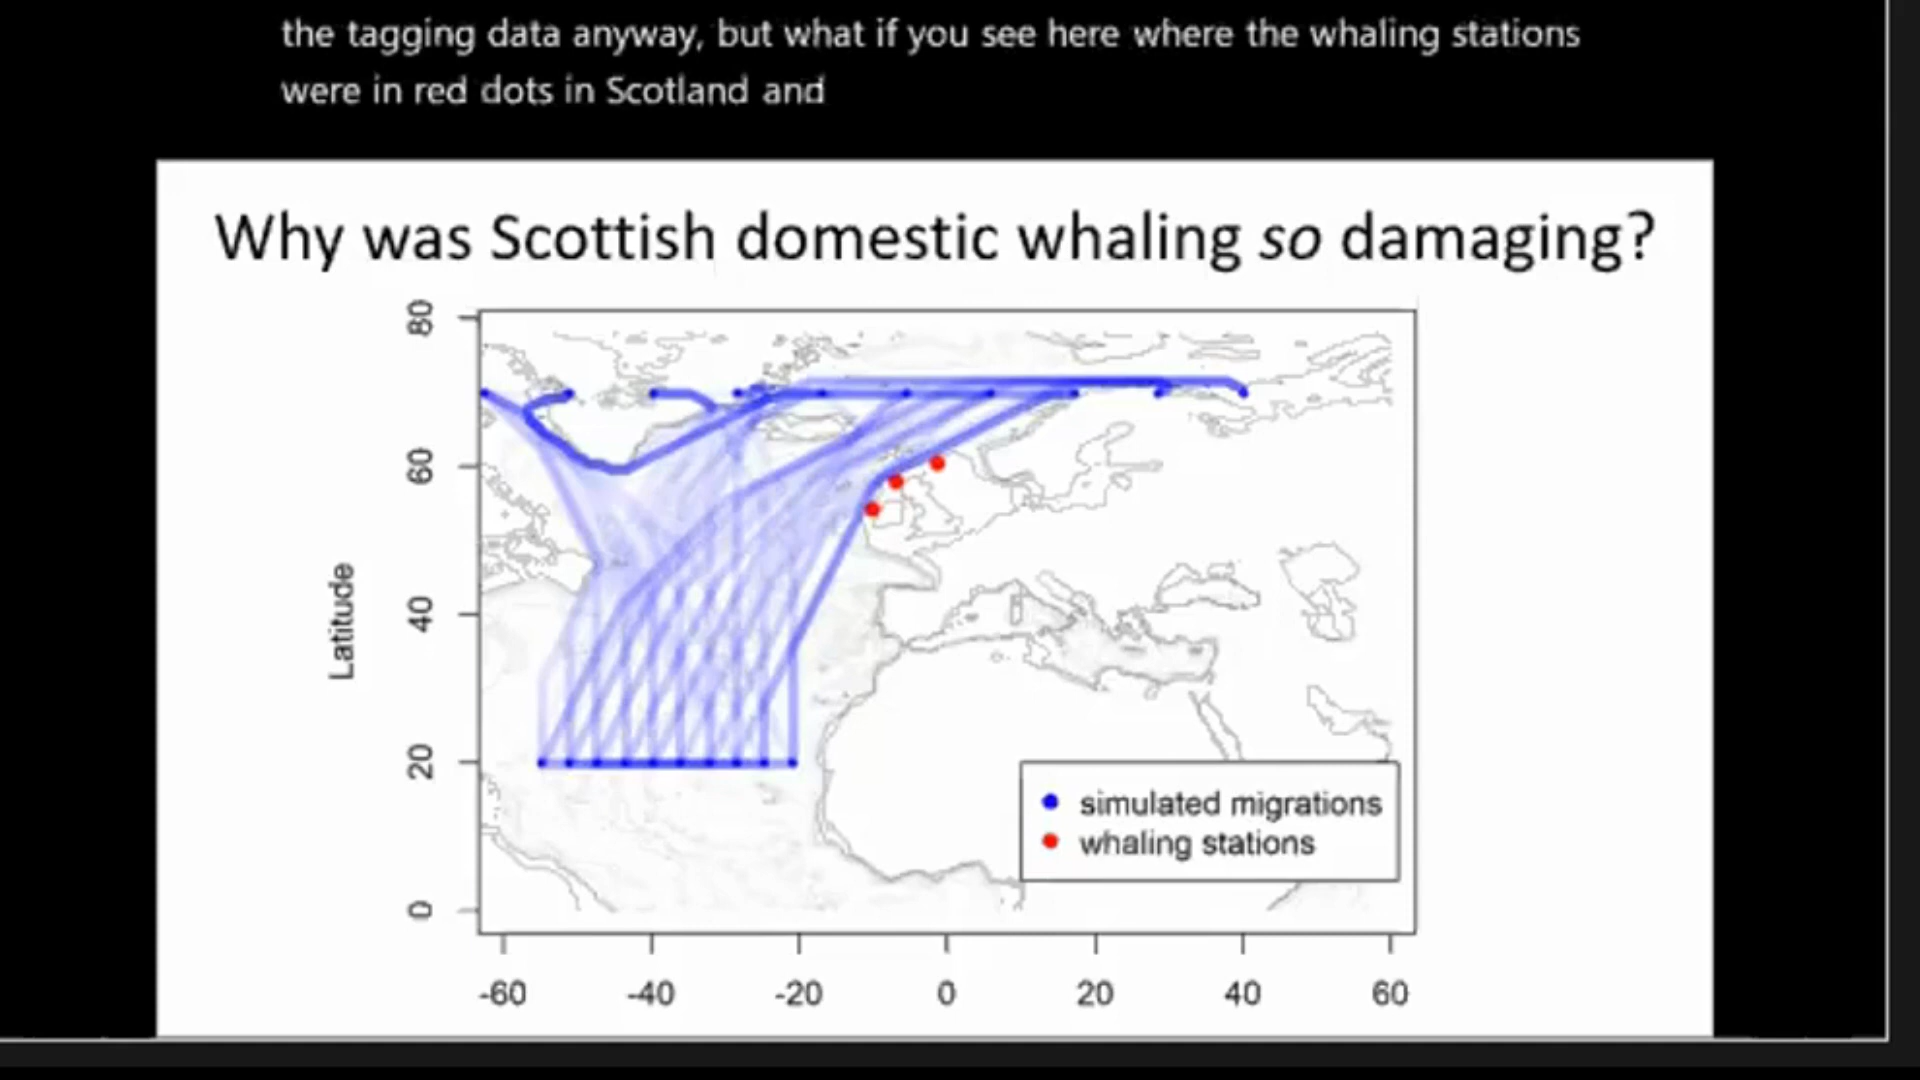 the tagging data anyway, but what if you see here where the whaling stations
were in red dots in Scotland and
Why was Scottish domestic whaling so damaging?
80
60
40
20
0
Latitude
simulated migrations
whaling stations
-60 -40 -20 0 20 40 60